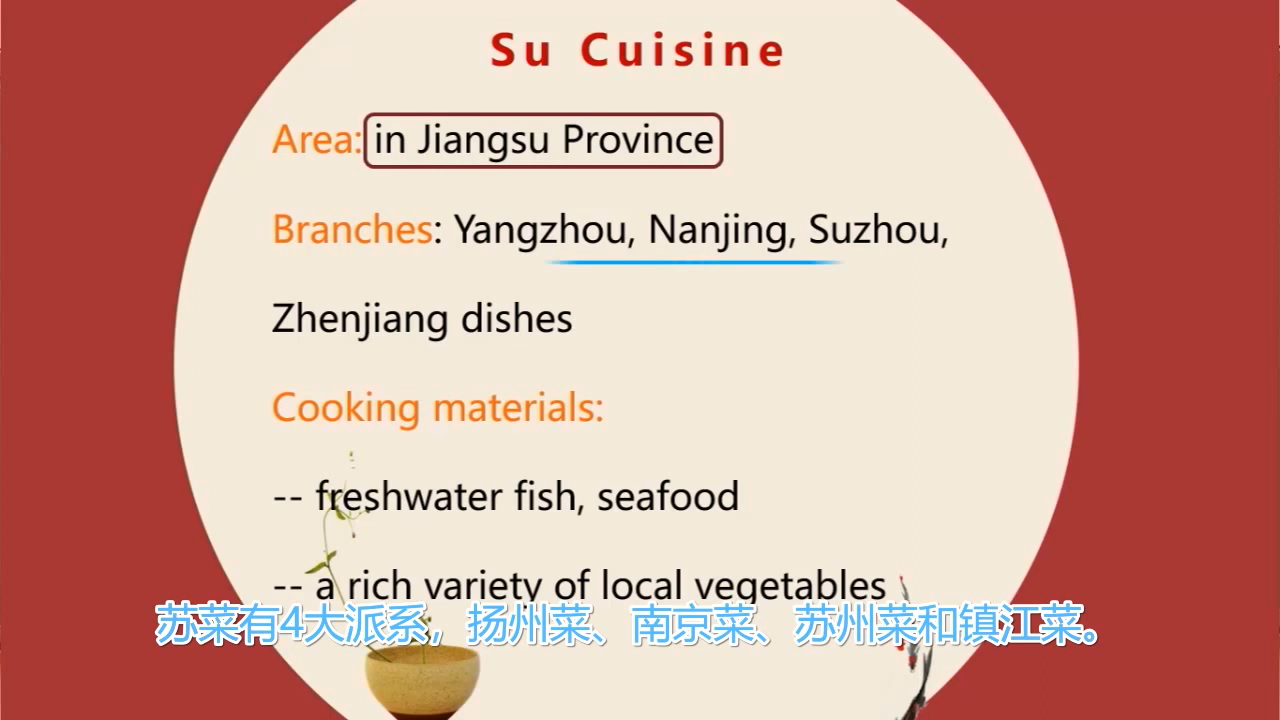 Su Cuisine
Area: in Jiangsu Province
Branches: Yangzhou, Nanjing, Suzhou,
Zhenjiang dishes
Cooking materials:
-- freshwater fish, seafood
-- a rich variety of local vegetables
苏菜有4大派系，扬州菜、南京菜、苏州菜和镇江菜。